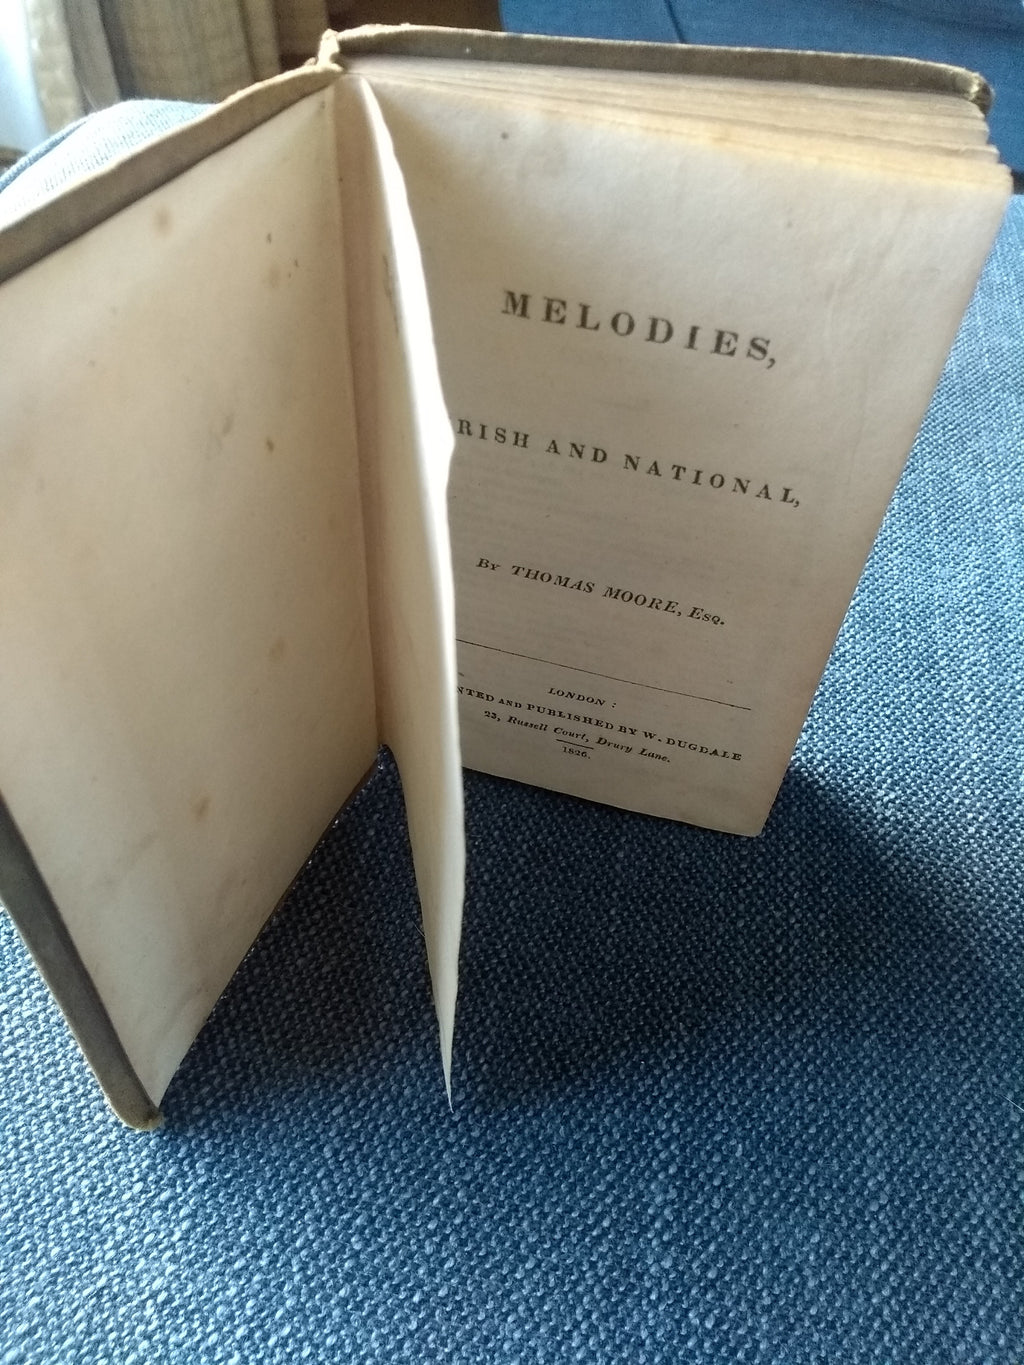 MELODIES,
RISH AND NATIONAL,
By THOMAS MOORE, Esq.
LONDON :
NTED AND PUBLISHED BY W. DUGDALE
23, Russell Court, Drury Lane.
1826.